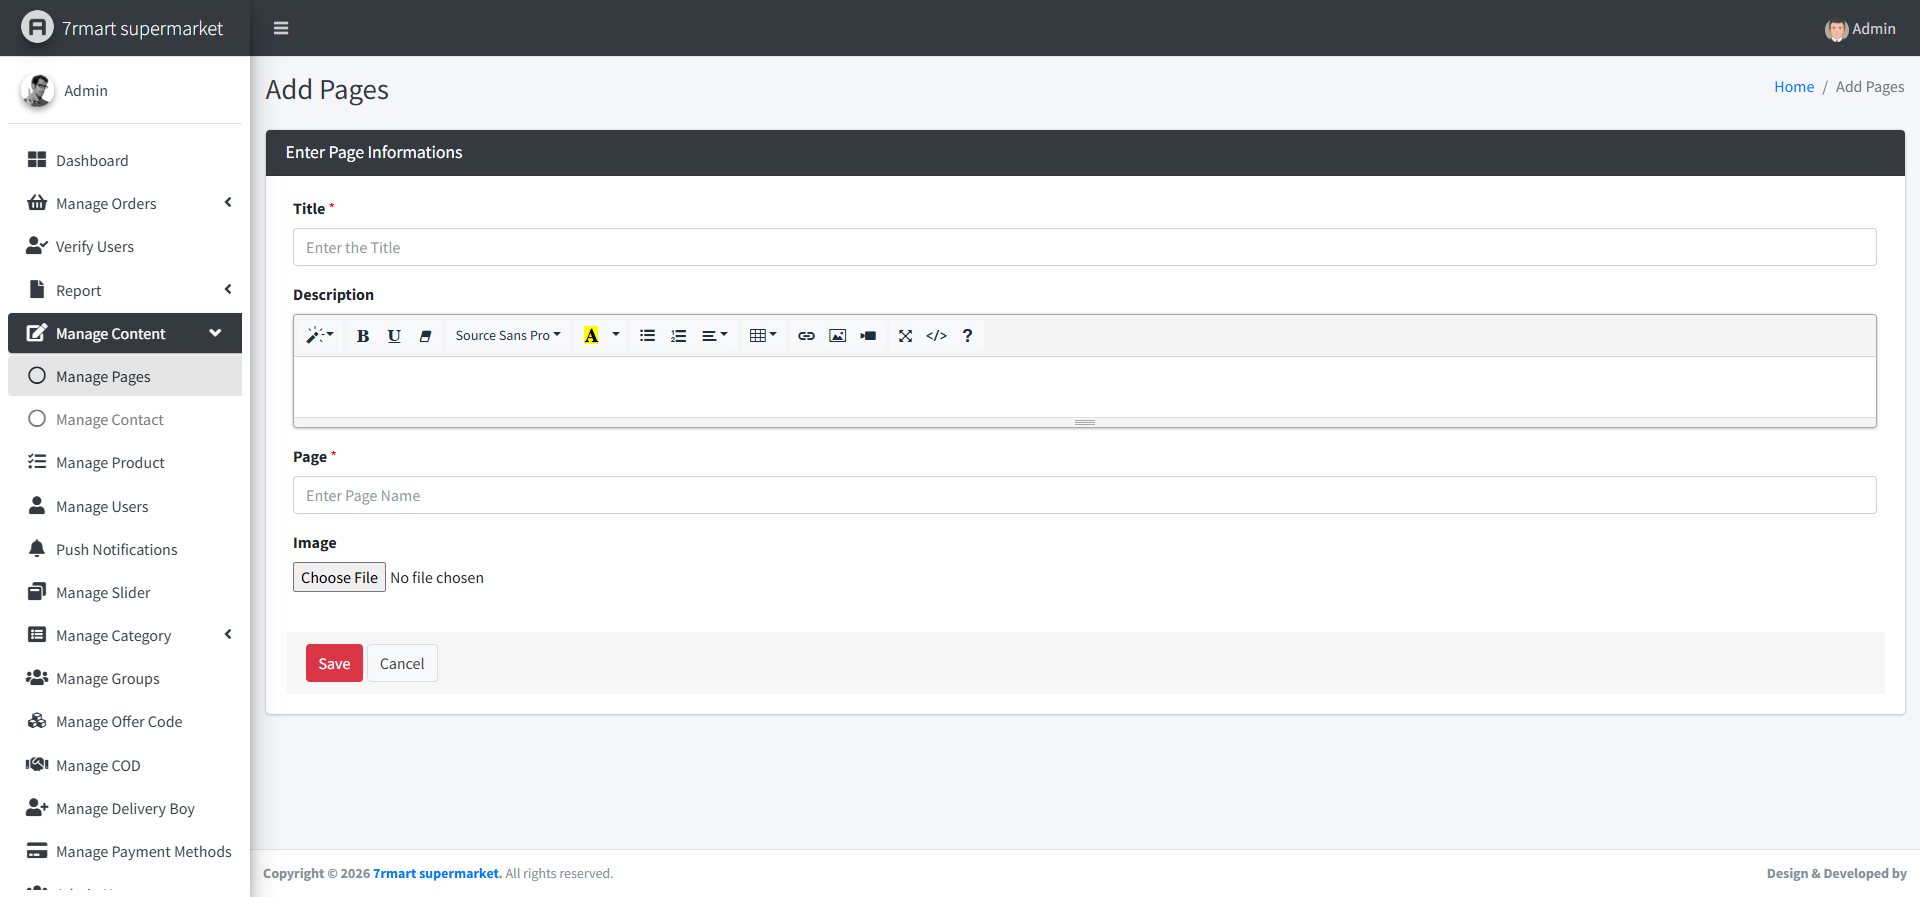 7rmart supermarket
Admin
Admin
Dashboard
Manage Orders
Verify Users
Report
Manage Content
Manage Pages
Manage Contact
Manage Product
Manage Users
Push Notifications
Manage Slider
Manage Category
Manage Groups
Manage Offer Code
Manage COD
Manage Delivery Boy
Manage Payment Methods
Add Pages
Home / Add Pages
Enter Page Informations
Title *
Enter the Title
Description
B U Source Sans Pro A </> ?
Page *
Enter Page Name
Image
Choose File No file chosen
Save Cancel
Copyright © 2026 7rmart supermarket. All rights reserved.
Design & Developed by